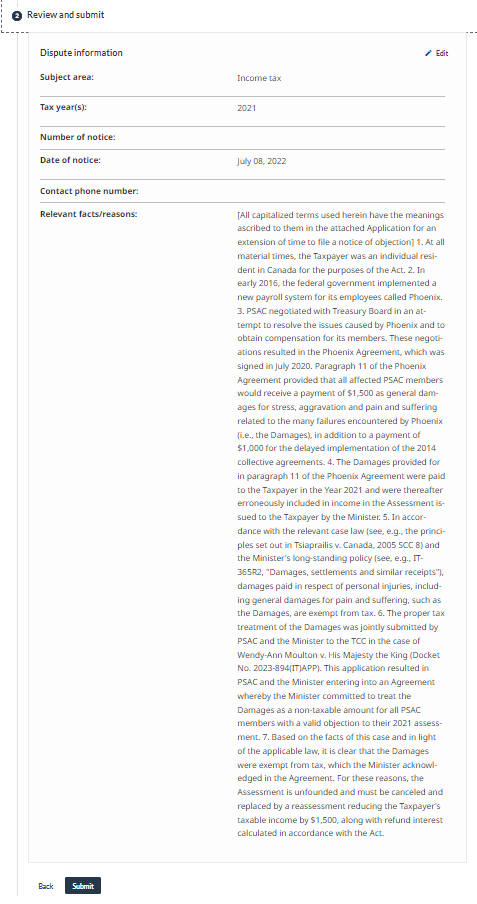 2 Review and submit
Dispute information
Edit
Subject area: Income tax
Tax year(s): 2021
Number of notice:
Date of notice: July 08, 2022
Contact phone number:
Relevant facts/reasons: [All capitalized terms used herein have the meanings
ascribed to them in the attached Application for an
extension of time to file a notice of objection] 1. At all
material times, the Taxpayer was an individual resi-
dent in Canada for the purposes of the Act. 2. In
early 2016, the federal government implemented a
new payroll system for its employees called Phoenix.
3. PSAC negotiated with Treasury Board in an at-
tempt to resolve the issues caused by Phoenix and to
obtain compensation for its members. These negoti-
ations resulted in the Phoenix Agreement, which was
signed in July 2020. Paragraph 11 of the Phoenix
Agreement provided that all affected PSAC members
would receive a payment of $1,500 as general dam-
ages for stress, aggravation and pain and suffering
related to the many failures encountered by Phoenix
(i.e., the Damages), in addition to a payment of
$1,000 for the delayed implementation of the 2014
collective agreements. 4. The Damages provided for
in paragraph 11 of the Phoenix Agreement were paid
to the Taxpayer in the Year 2021 and were thereafter
erroneously included in income in the Assessment is-
sued to the Taxpayer by the Minister. 5. In accor-
dance with the relevant case law (see, e.g., the princi-
ples set out in Tsiaprailis v. Canada, 2005 SCC 8) and
the Minister's long-standing policy (see, e.g., IT-
365R2, "Damages, settlements and similar receipts"),
damages paid in respect of personal injuries, includ-
ing general damages for pain and suffering, such as
the Damages, are exempt from tax. 6. The proper tax
treatment of the Damages was jointly submitted by
PSAC and the Minister to the TCC in the case of
Wendy-Ann Moulton v. His Majesty the King (Docket
No. 2023-894(IT)APP). This application resulted in
PSAC and the Minister entering into an Agreement
whereby the Minister committed to treat the
Damages as a non-taxable amount for all PSAC
members with a valid objection to their 2021 assess-
ment. 7. Based on the facts of this case and in light
of the applicable law, it is clear that the Damages
were exempt from tax, which the Minister acknowl-
edged in the Agreement. For these reasons, the
Assessment is unfounded and must be canceled and
replaced by a reassessment reducing the Taxpayer's
taxable income by $1,500, along with refund interest
calculated in accordance with the Act.
Back Submit